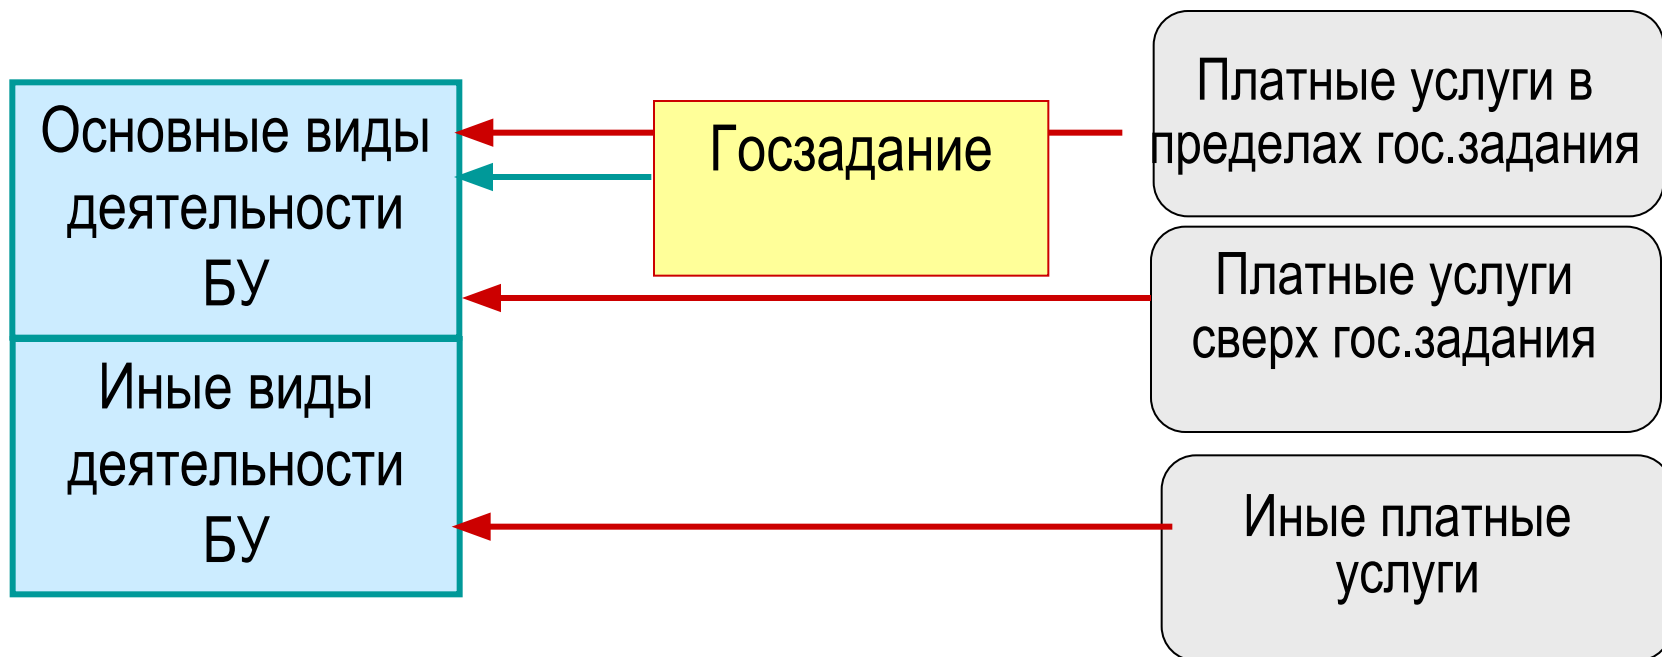 Основные виды
деятельности
БУ
Иные виды
деятельности
БУ
Госзадание
Платные услуги в
пределах гос.задания
Платные услуги
сверх гос.задания
Иные платные
услуги